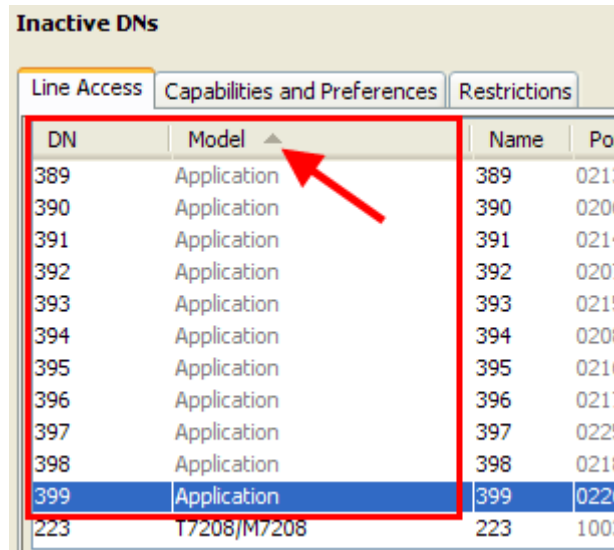 Inactive DNs
Line Access Capabilities and Preferences Restrictions
DN Model Name
389 Application 389
390 Application 390
391 Application 391
392 Application 392
393 Application 393
394 Application 394
395 Application 395
396 Application 396
397 Application 397
398 Application 398
399 Application 399
223 T7208/M7208 223